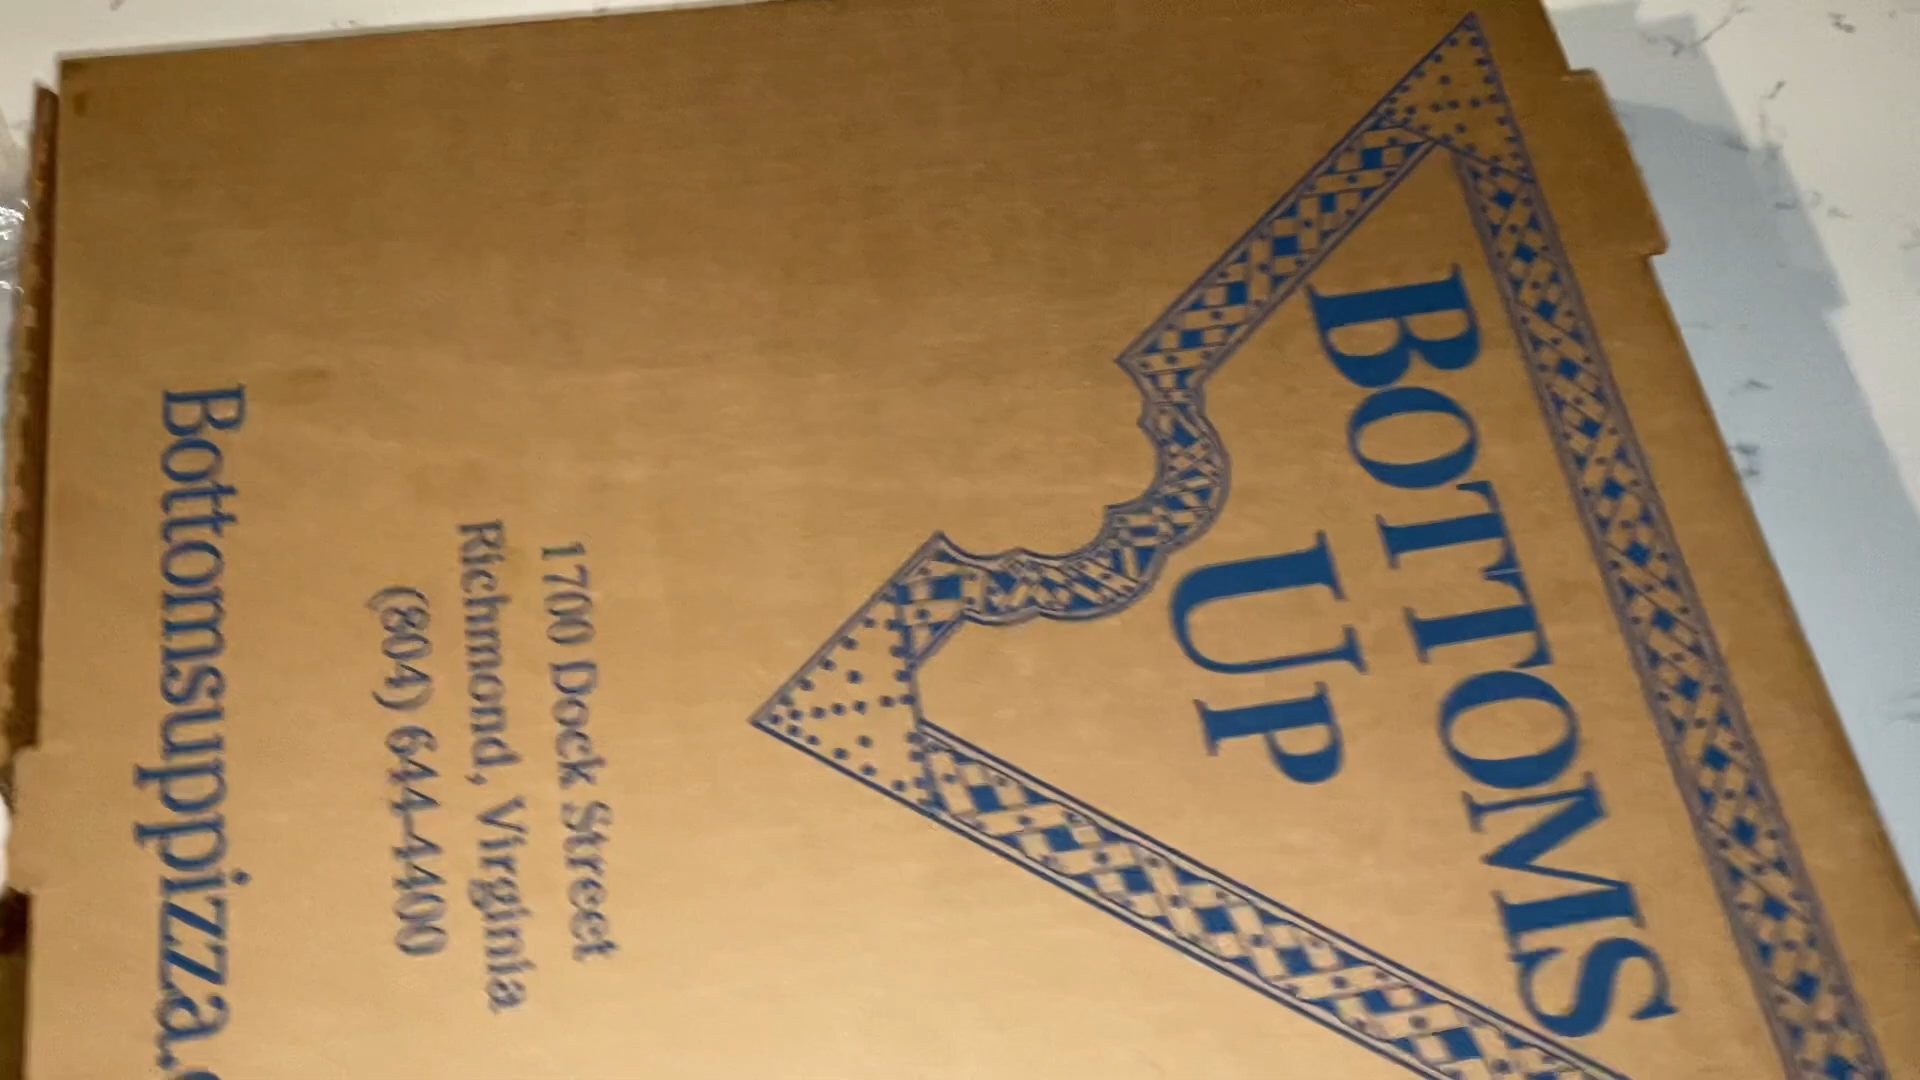 BOTTOMS
UP
1700 Dock Street
Richmond, Virginia
(804) 644-4400
Bottomsuppizza.